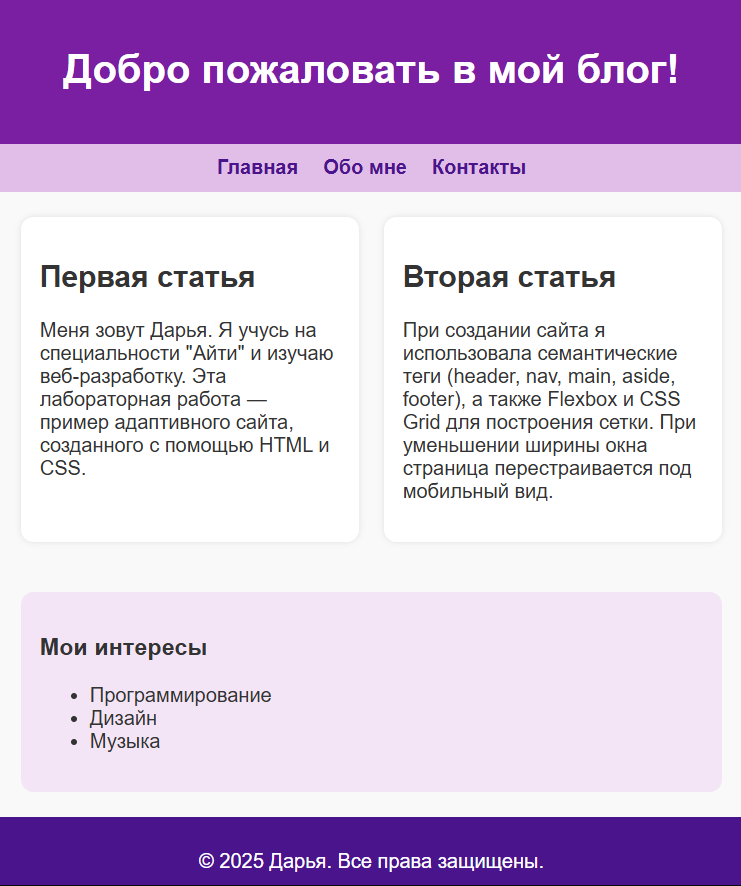 Добро пожаловать в мой блог!
Главная Обо мне Контакты
Первая статья
Меня зовут Дарья. Я учусь на
специальности "Айти" и изучаю
веб-разработку. Эта
лабораторная работа —
пример адаптивного сайта,
созданного с помощью HTML и
CSS.
Вторая статья
При создании сайта я
использовала семантические
теги (header, nav, main, aside,
footer), а также Flexbox и CSS
Grid для построения сетки. При
уменьшении ширины окна
страница перестраивается под
мобильный вид.
Мои интересы
• Программирование
• Дизайн
• Музыка
© 2025 Дарья. Все права защищены.